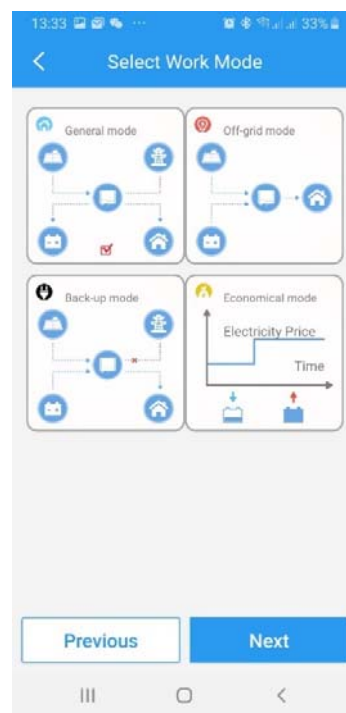 13:33 33%
Select Work Mode
General mode
Off-grid mode
Back-up mode
Economical mode
Electricity Price
Time
Previous
Next